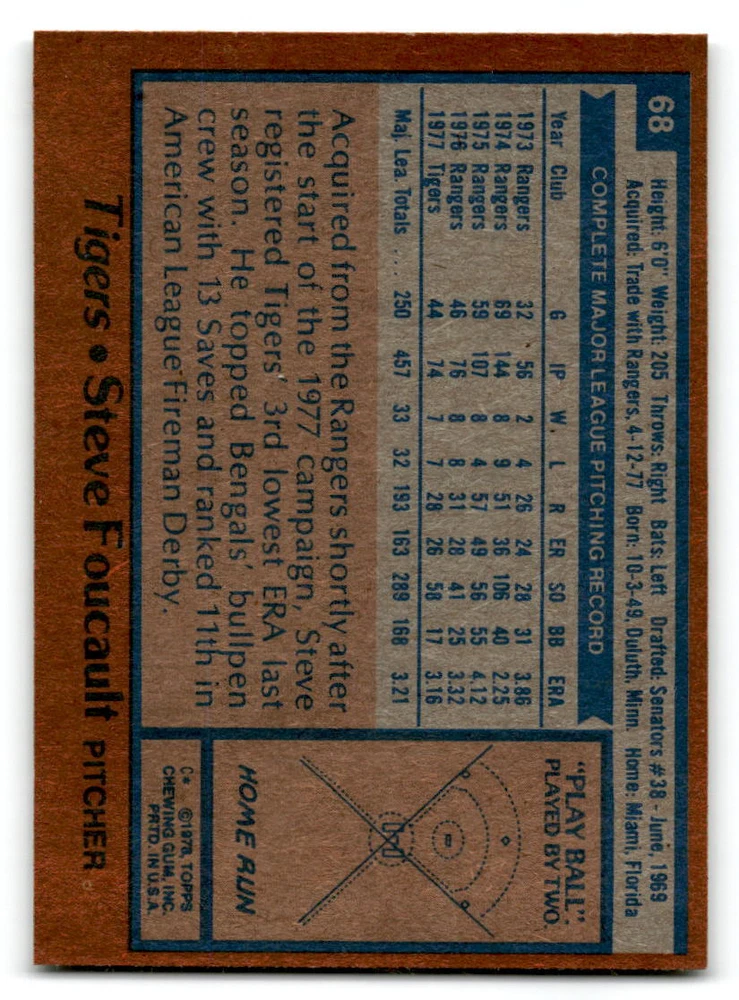 68
Height: 6'0" Weight: 205 Throws: Right Bats: Left Drafted: Senators #38 - June, 1969
Acquired: Trade with Rangers, 4-12-77 Born: 10-3-49, Duluth, Minn. Home: Miami, Florida
COMPLETE MAJOR LEAGUE PITCHING RECORD
Year Club G IP W. L R ER SO BB ERA
1973 Rangers 32 56 2 4 26 24 28 31 3.86
1974 Rangers 69 144 8 9 51 36 106 40 2.25
1975 Rangers 59 107 8 4 57 49 56 55 4.12
1976 Rangers 46 76 8 8 31 28 41 25 3.32
1977 Tigers 44 74 7 7 28 26 58 17 3.16
Maj. Lea. Totals ... 250 457 33 32 193 163 289 168 3.21
Acquired from the Rangers shortly after
the start of the 1977 campaign, Steve
registered Tigers' 3rd lowest ERA last
season. He topped Bengals' bullpen
crew with 13 Saves and ranked 11th in
American League Fireman Derby.
"PLAY BALL"
PLAYED BY TWO.
HOME RUN
C* ©1978, TOPPS
CHEWING GUM, INC.
PRTD. IN U.S.A.
Tigers • Steve Foucault PITCHER